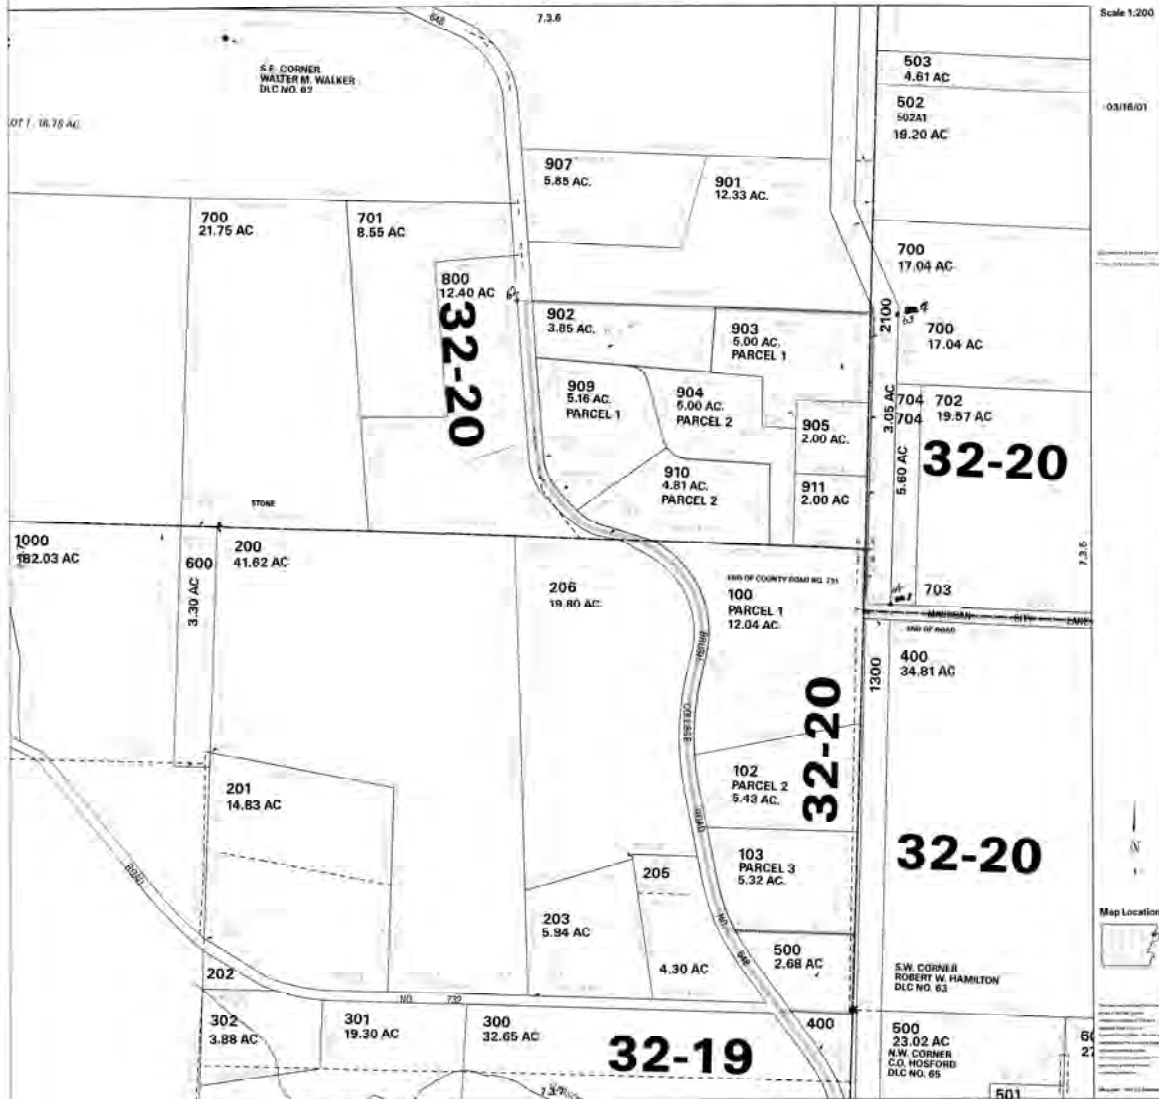 Scale 1:200
648
7.3.6
503
4.61 AC
S.E. CORNER
WALTER M. WALKER
DLC NO. 62
502
502A1
19.20 AC
03/16/01
907
5.85 AC.
901
12.33 AC.
700
21.75 AC
701
8.55 AC
700
17.04 AC
800
12.40 AC
32-20
902
3.85 AC.
903
5.00 AC.
PARCEL 1
2100
700
17.04 AC
909
5.16 AC.
PARCEL 1
904
5.00 AC.
PARCEL 2
3.05 AC
704
704
702
19.57 AC
905
2.00 AC.
5.60 AC
32-20
910
4.81 AC.
PARCEL 2
911
2.00 AC
STONE
1000
182.03 AC
600
3.30 AC
200
41.62 AC
206
19.80 AC.
END OF COUNTY ROAD NO. 731
100
PARCEL 1
12.04 AC.
7.3.6
703
LANE
END OF ROAD
BRUSH
COLLEGE
ROAD
NO.
648
1300
400
34.81 AC
32-20
102
PARCEL 2
5.43 AC.
201
14.83 AC
103
PARCEL 3
5.32 AC.
32-20
N
ROAD
205
203
5.94 AC
4.30 AC
Map Location
500
2.68 AC
S.W. CORNER
ROBERT W. HAMILTON
DLC NO. 63
202
NO. 732
302
3.88 AC
301
19.30 AC
300
32.65 AC
32-19
400
500
23.02 AC
N.W. CORNER
C.O. HOSFORD
DLC NO. 65
501